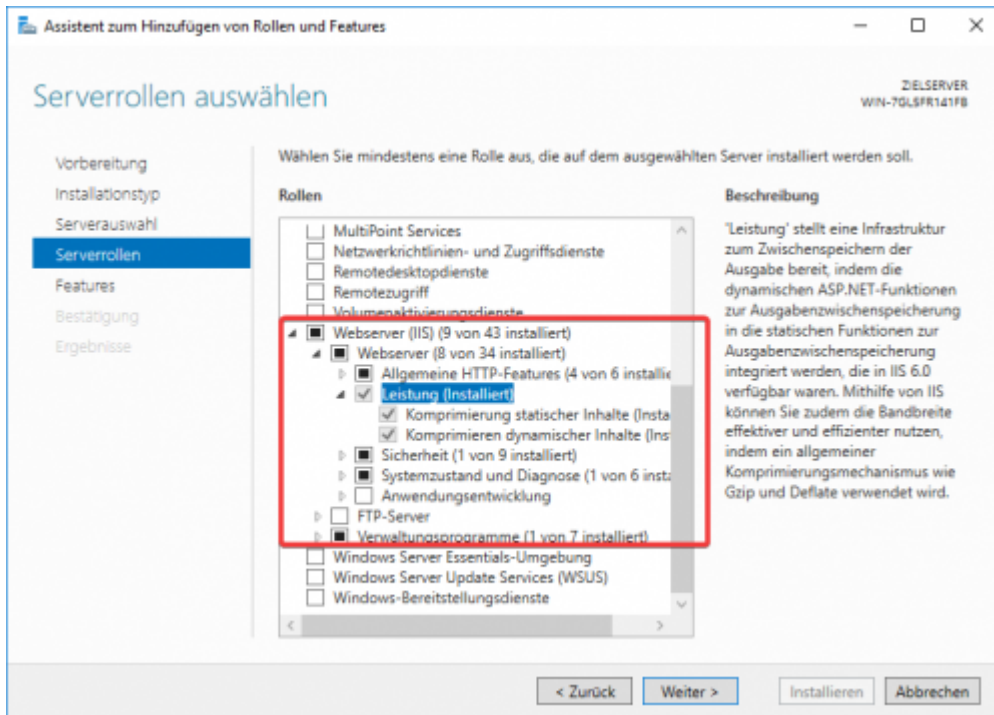 Assistent zum Hinzufügen von Rollen und Features
Serverrollen auswählen
ZIELSERVER
WIN-7GLSFR141FB
Vorbereitung
Installationstyp
Serverauswahl
Serverrollen
Features
Bestätigung
Ergebnisse
Wählen Sie mindestens eine Rolle aus, die auf dem ausgewählten Server installiert werden soll.
Rollen
MultiPoint Services
Netzwerkrichtlinien- und Zugriffsdienste
Remotedesktopdienste
Remotezugriff
Volumenaktivierungsdienste
Webserver (IIS) (9 von 43 installiert)
Webserver (8 von 34 installiert)
Allgemeine HTTP-Features (4 von 6 installie
Leistung (Installiert)
Komprimierung statischer Inhalte (Insta
Komprimieren dynamischer Inhalte (Ins
Sicherheit (1 von 9 installiert)
Systemzustand und Diagnose (1 von 6 insta
Anwendungsentwicklung
FTP-Server
Verwaltungsprogramme (1 von 7 installiert)
Windows Server Essentials-Umgebung
Windows Server Update Services (WSUS)
Windows-Bereitstellungsdienste
Beschreibung
'Leistung' stellt eine Infrastruktur
zum Zwischenspeichern der
Ausgabe bereit, indem die
dynamischen ASP.NET-Funktionen
zur Ausgabenzwischenspeicherung
in die statischen Funktionen zur
Ausgabenzwischenspeicherung
integriert werden, die in IIS 6.0
verfügbar waren. Mithilfe von IIS
können Sie zudem die Bandbreite
effektiver und effizienter nutzen,
indem ein allgemeiner
Komprimierungsmechanismus wie
Gzip und Deflate verwendet wird.
< Zurück
Weiter >
Installieren
Abbrechen